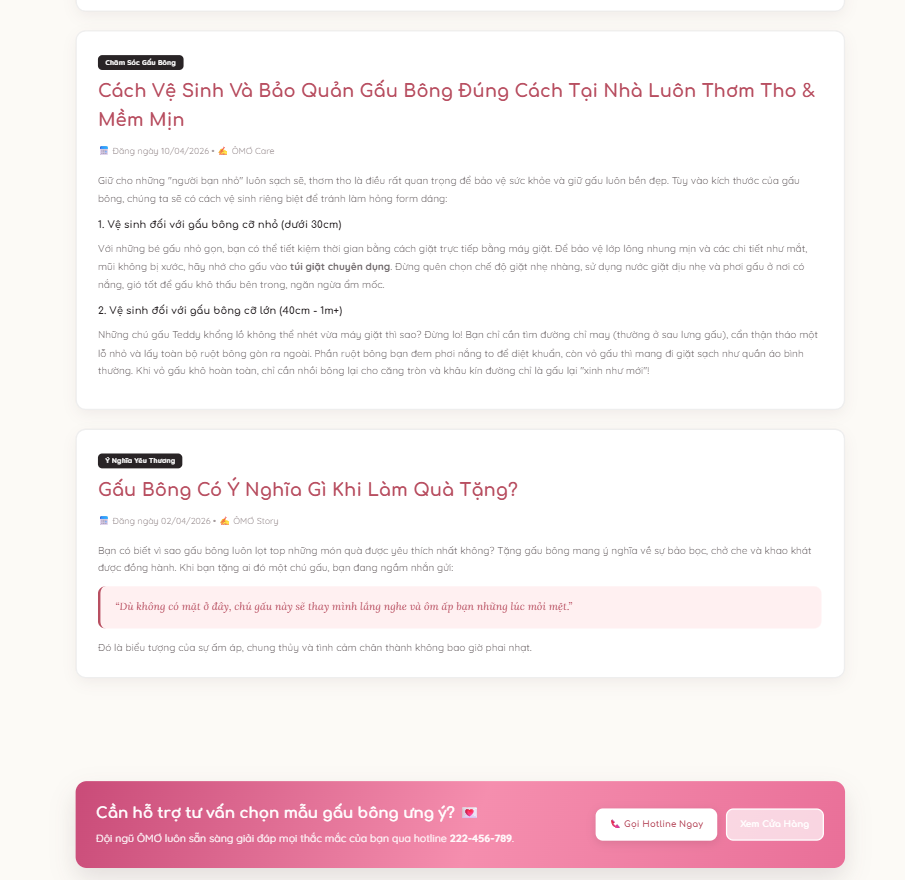 Chăm Sóc Gấu Bông
Cách Vệ Sinh Và Bảo Quản Gấu Bông Đúng Cách Tại Nhà Luôn Thơm Tho &
Mềm Mịn
Đăng ngày 10/04/2026 • ✍️ ÔMƠ Care
Giữ cho những "người bạn nhỏ" luôn sạch sẽ, thơm tho là điều rất quan trọng để bảo vệ sức khỏe và giữ gấu luôn bền đẹp. Tùy vào kích thước của gấu
bông, chúng ta sẽ có cách vệ sinh riêng biệt để tránh làm hỏng form dáng:
1. Vệ sinh đối với gấu bông cỡ nhỏ (dưới 30cm)
Với những bé gấu nhỏ gọn, bạn có thể tiết kiệm thời gian bằng cách giặt trực tiếp bằng máy giặt. Để bảo vệ lớp lông nhung mịn và các chi tiết như mắt,
mũi không bị xước, hãy nhớ cho gấu vào túi giặt chuyên dụng. Đừng quên chọn chế độ giặt nhẹ nhàng, sử dụng nước giặt dịu nhẹ và phơi gấu ở nơi có
nắng, gió tốt để gấu khô thấu bên trong, ngăn ngừa ẩm mốc.
2. Vệ sinh đối với gấu bông cỡ lớn (40cm - 1m+)
Những chú gấu Teddy khổng lồ không thể nhét vừa máy giặt thì sao? Đừng lo! Bạn chỉ cần tìm đường chỉ may (thường ở sau lưng gấu), cẩn thận tháo một
lỗ nhỏ và lấy toàn bộ ruột bông gòn ra ngoài. Phần ruột bông bạn đem phơi nắng to để diệt khuẩn, còn vỏ gấu thì mang đi giặt sạch như quần áo bình
thường. Khi vỏ gấu khô hoàn toàn, chỉ cần nhồi bông lại cho căng tròn và khâu kín đường chỉ là gấu lại "xinh như mới"!
Ý Nghĩa Yêu Thương
Gấu Bông Có Ý Nghĩa Gì Khi Làm Quà Tặng?
Đăng ngày 02/04/2026 • ✍️ ÔMƠ Story
Bạn có biết vì sao gấu bông luôn lọt top những món quà được yêu thích nhất không? Tặng gấu bông mang ý nghĩa về sự bảo bọc, chở che và khao khát
được đồng hành. Khi bạn tặng ai đó một chú gấu, bạn đang ngầm nhắn gửi:
“Dù không có mặt ở đây, chú gấu này sẽ thay mình lắng nghe và ôm ấp bạn những lúc mỏi mệt.”
Đó là biểu tượng của sự ấm áp, chung thủy và tình cảm chân thành không bao giờ phai nhạt.
Cần hỗ trợ tư vấn chọn mẫu gấu bông ưng ý? 💌
Đội ngũ ÔMƠ luôn sẵn sàng giải đáp mọi thắc mắc của bạn qua hotline 222-456-789.
📞 Gọi Hotline Ngay
Xem Cửa Hàng